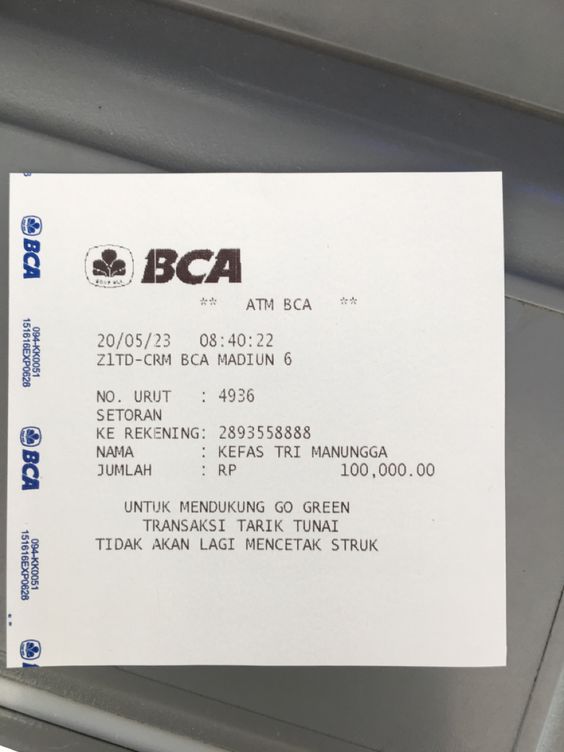 BCA
** ATM BCA **
20/05/23 08:40:22
Z1TD-CRM BCA MADIUN 6
NO. URUT : 4936
SETORAN
KE REKENING: 2893558888
NAMA : KEFAS TRI MANUNGGA
JUMLAH : RP 100,000.00
UNTUK MENDUKUNG GO GREEN
TRANSAKSI TARIK TUNAI
TIDAK AKAN LAGI MENCETAK STRUK
BCA
094-KK0051
151616EXP0628
BCA
094-KK0051
151616EXP0628